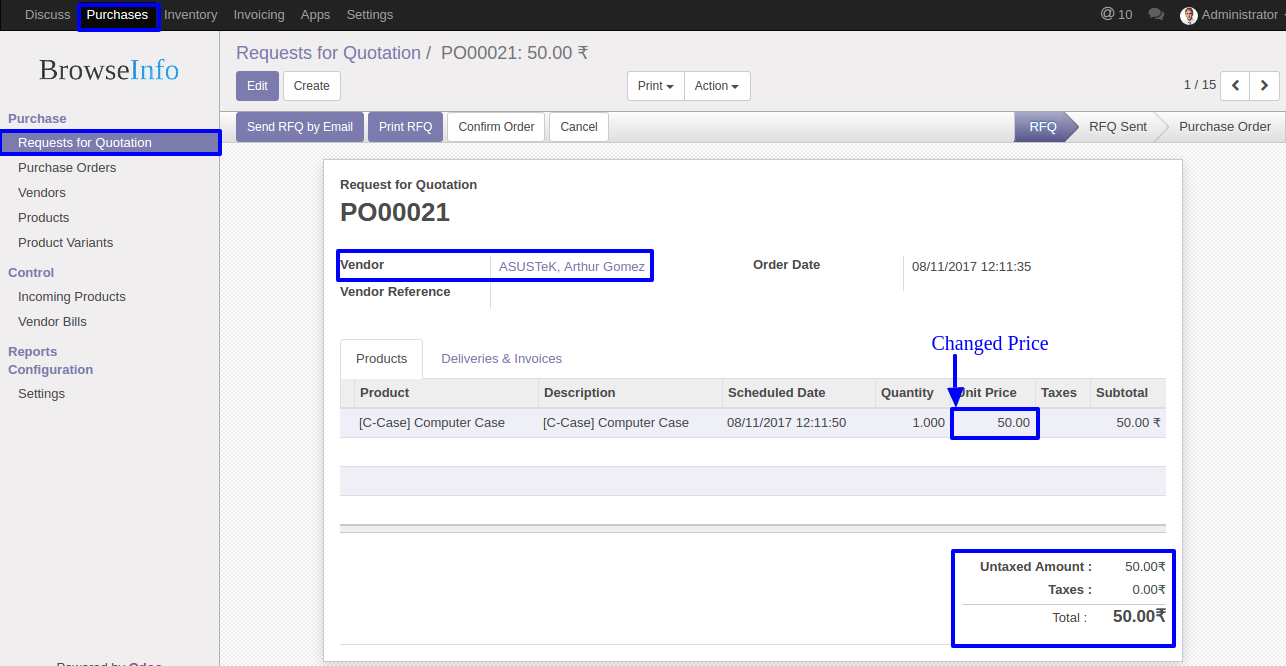 Discuss Purchases Inventory Invoicing Apps Settings @ 10 Administrator
BrowseInfo
Requests for Quotation / PO00021: 50.00 ₹
Edit Create Print Action 1 / 15
Send RFQ by Email Print RFQ Confirm Order Cancel RFQ RFQ Sent Purchase Order
Purchase
Requests for Quotation
Purchase Orders
Vendors
Products
Product Variants
Control
Incoming Products
Vendor Bills
Reports
Configuration
Settings
Request for Quotation
PO00021
Vendor ASUSTeK, Arthur Gomez Order Date 08/11/2017 12:11:35
Vendor Reference
Changed Price
Products Deliveries & Invoices
Product Description Scheduled Date Quantity Unit Price Taxes Subtotal
[C-Case] Computer Case [C-Case] Computer Case 08/11/2017 12:11:50 1.000 50.00 50.00 ₹
Untaxed Amount : 50.00₹
Taxes : 0.00₹
Total : 50.00₹
Powered by Odoo